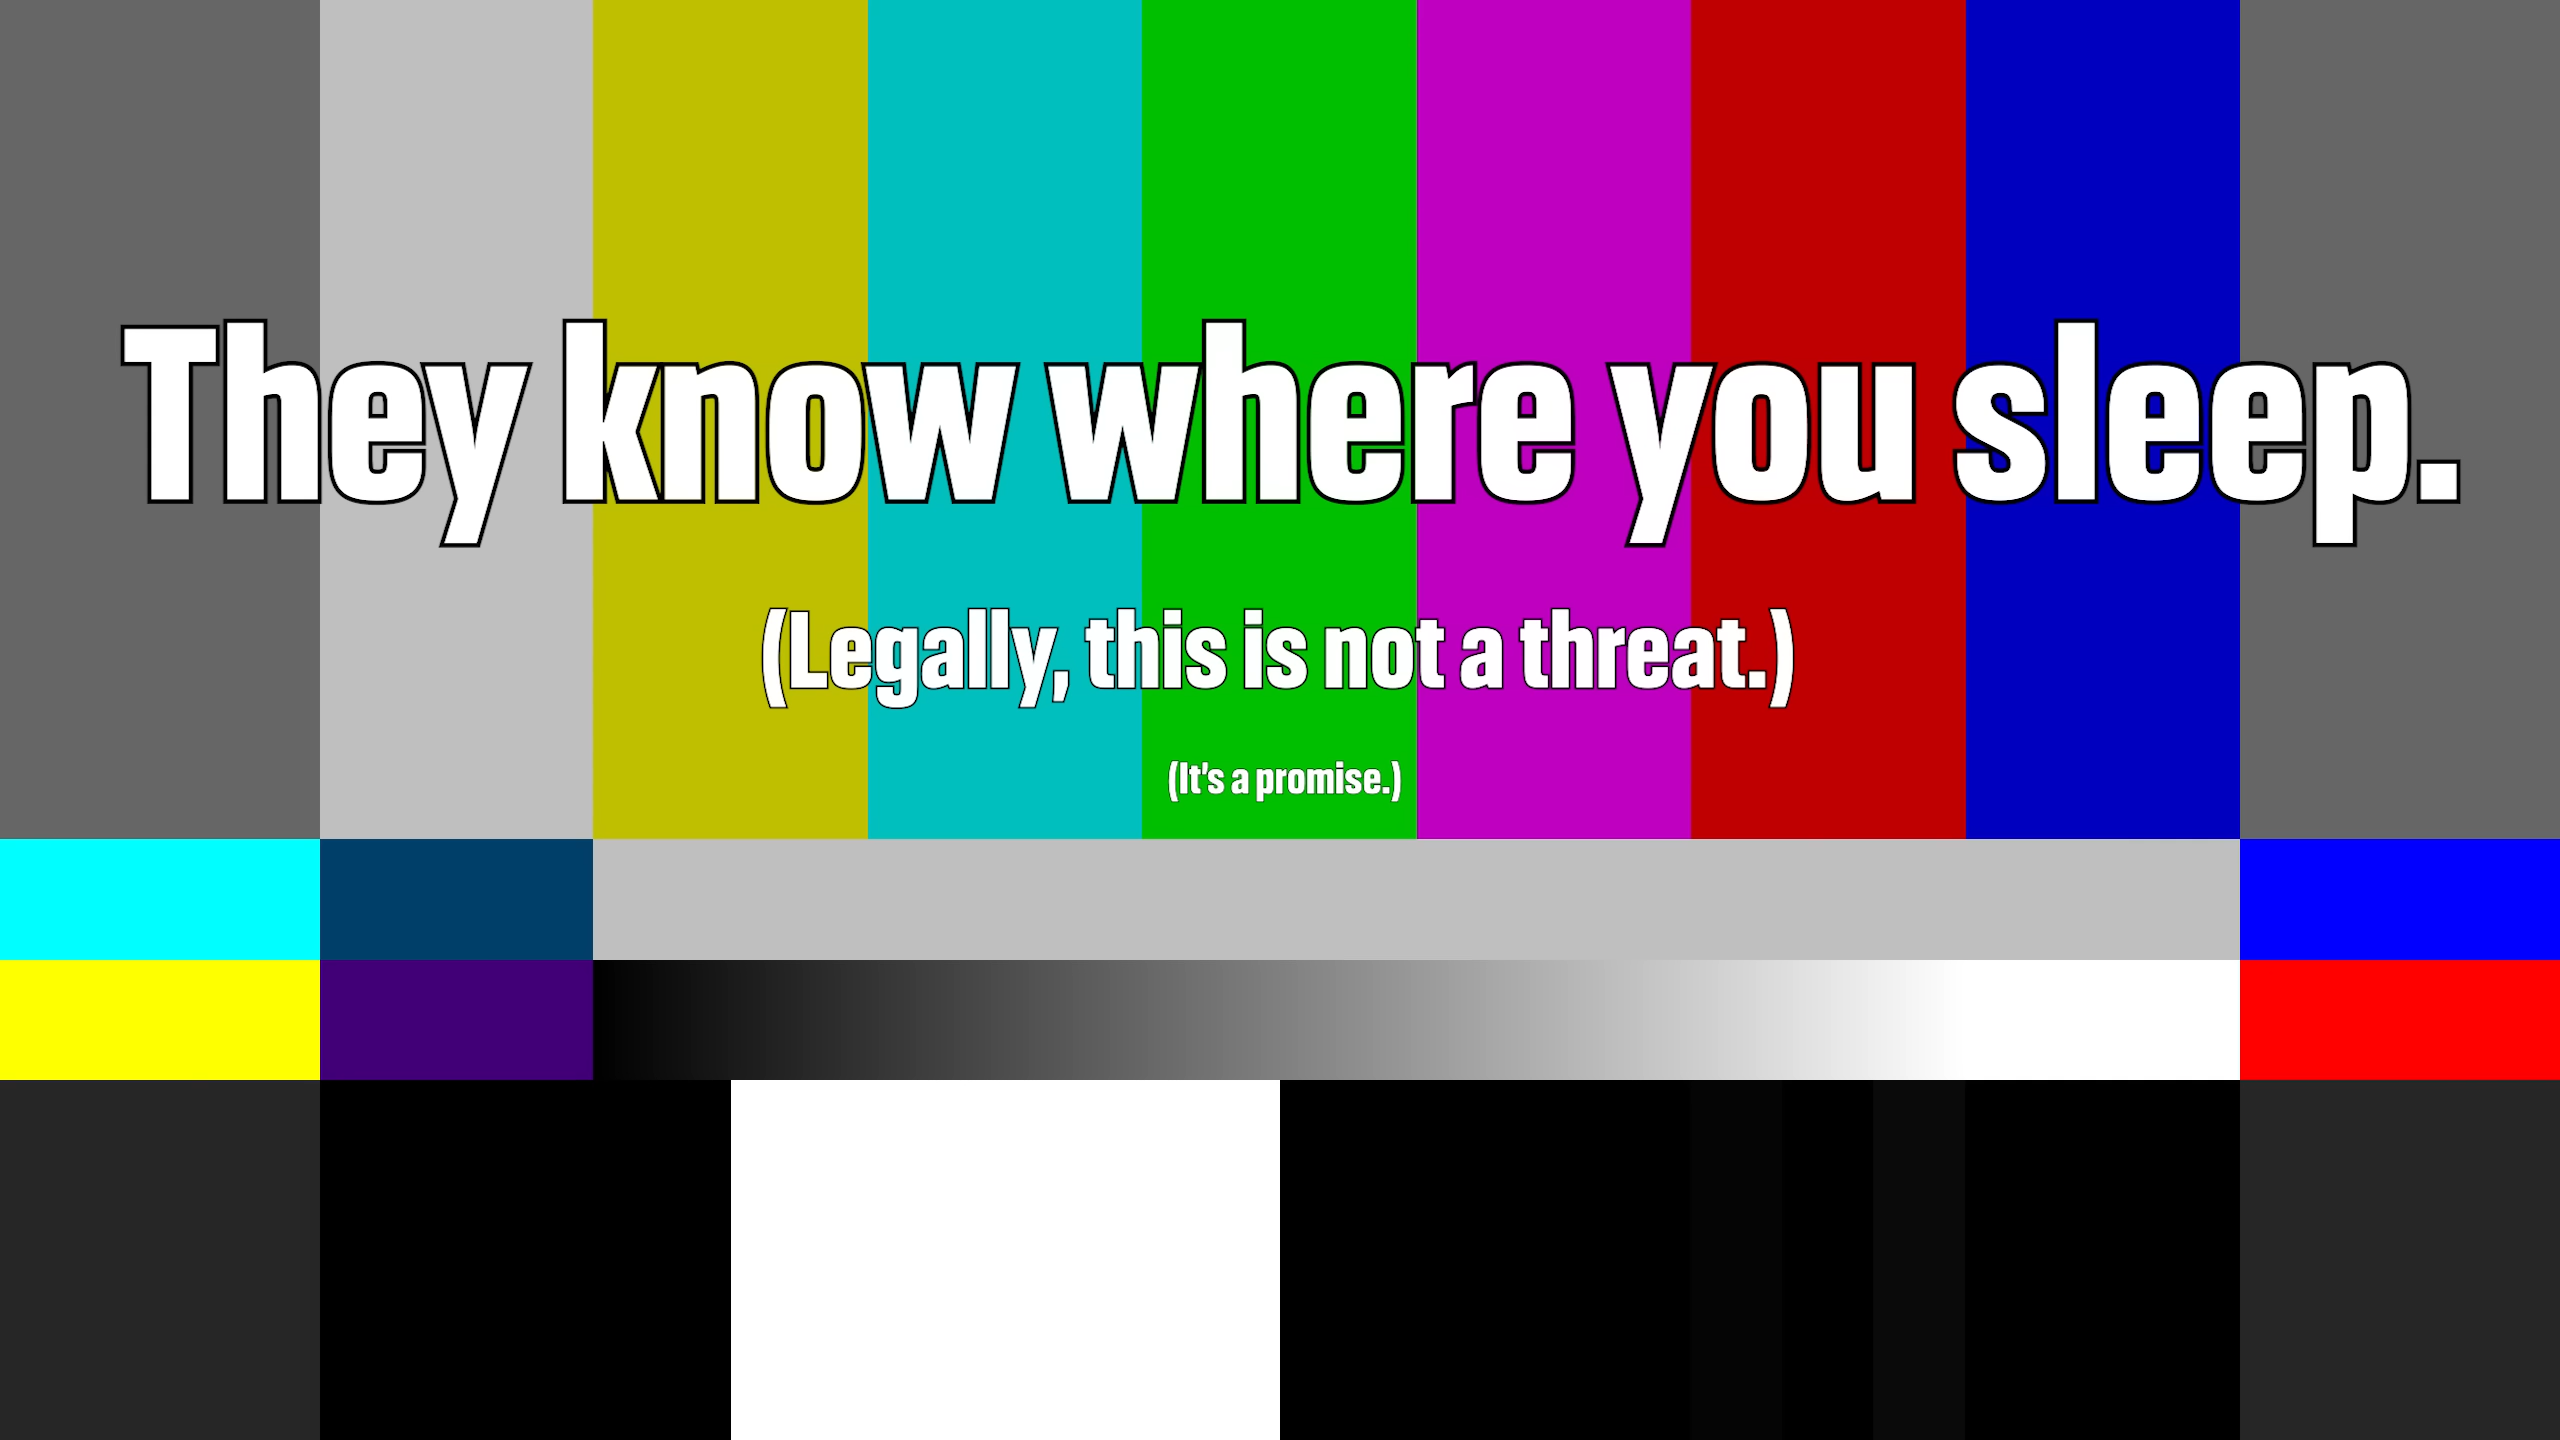 They know where you sleep.
(Legally, this is not a threat.)
(It's a promise.)